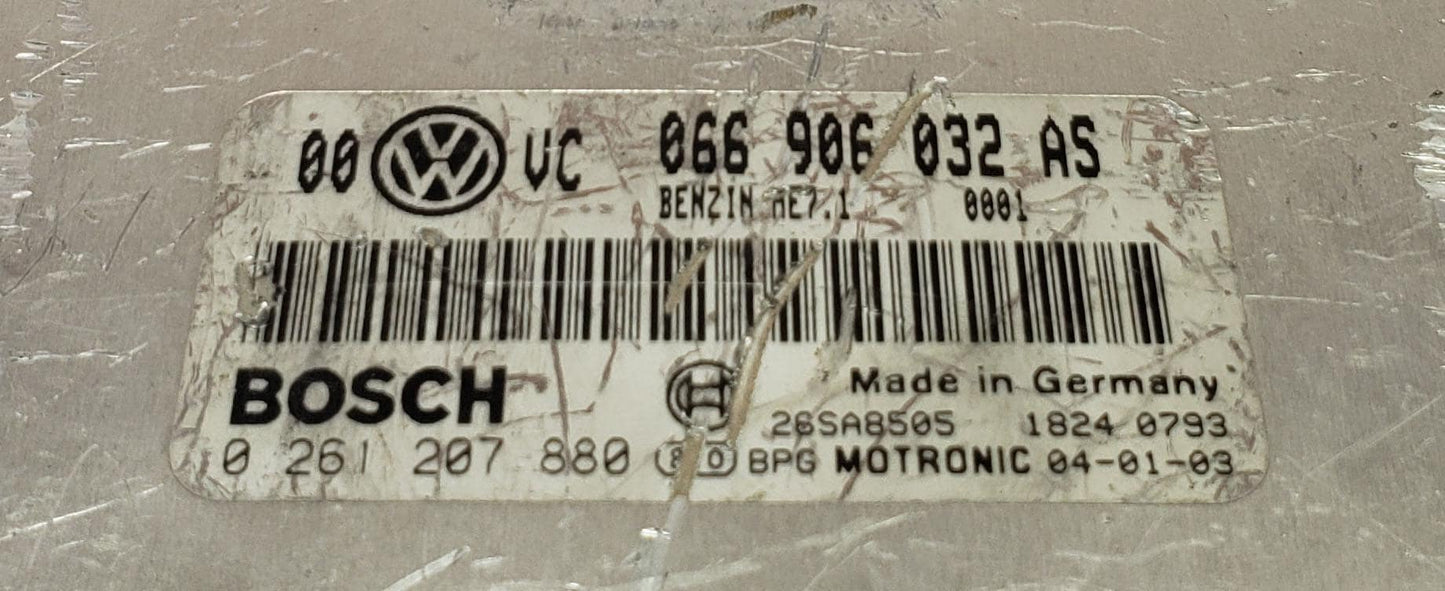 00 VW VC 066 906 032 AS
BENZIN ME7.1 0001
BOSCH Made in Germany
26SA8505 1824 0793
0 261 207 880 BPG MOTRONIC 04-01-03